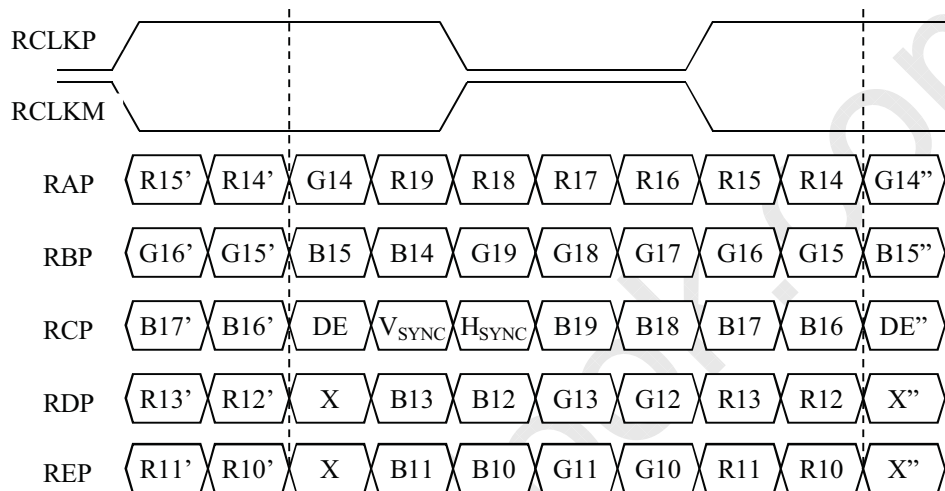 RCLKP
RCLKM
RAP R15’ R14’ G14 R19 R18 R17 R16 R15 R14 G14”
RBP G16’ G15’ B15 B14 G19 G18 G17 G16 G15 B15”
RCP B17’ B16’ DE VSYNC HSYNC B19 B18 B17 B16 DE”
RDP R13’ R12’ X B13 B12 G13 G12 R13 R12 X”
REP R11’ R10’ X B11 B10 G11 G10 R11 R10 X”